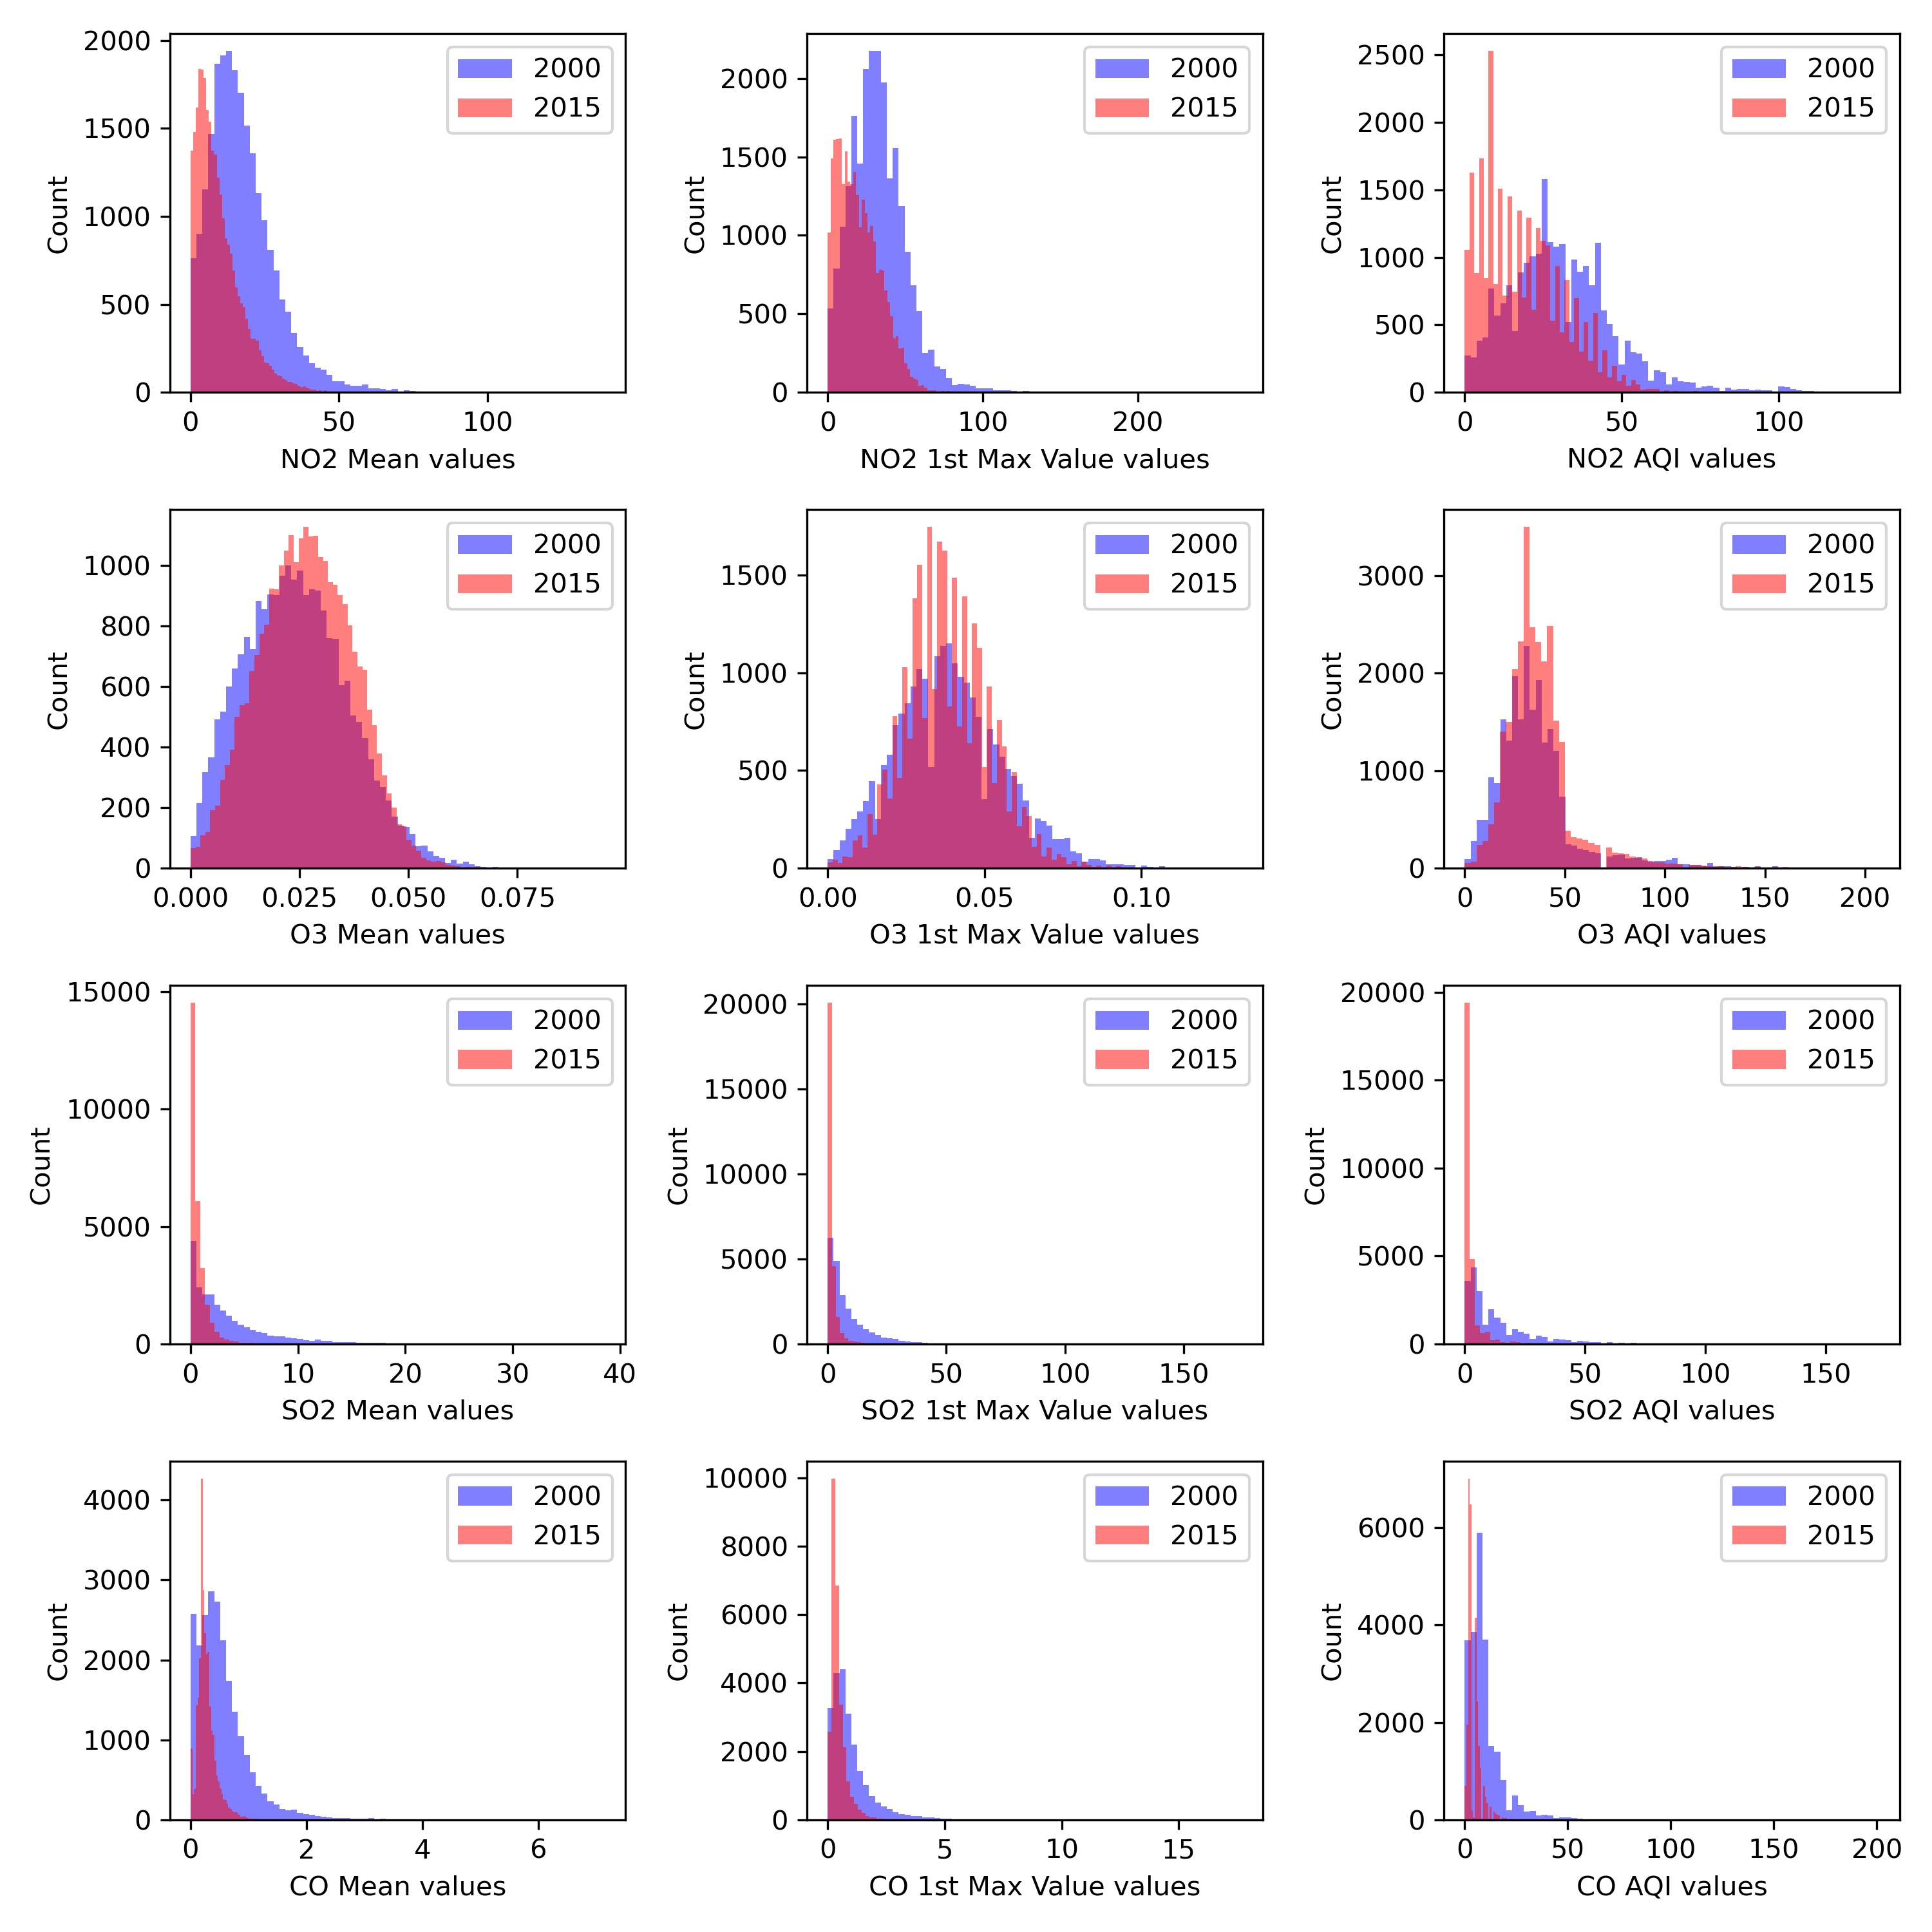 2000
1500
1000
500
0
Count
0 50 100
NO2 Mean values
2000
2015
2000
1500
1000
500
0
Count
0 100 200
NO2 1st Max Value values
2000
2015
2500
2000
1500
1000
500
0
Count
0 50 100
NO2 AQI values
2000
2015
1000
800
600
400
200
0
Count
0.000 0.025 0.050 0.075
O3 Mean values
2000
2015
1500
1000
500
0
Count
0.00 0.05 0.10
O3 1st Max Value values
2000
2015
3000
2000
1000
0
Count
0 50 100 150 200
O3 AQI values
2000
2015
15000
10000
5000
0
Count
0 10 20 30 40
SO2 Mean values
2000
2015
20000
15000
10000
5000
0
Count
0 50 100 150
SO2 1st Max Value values
2000
2015
20000
15000
10000
5000
0
Count
0 50 100 150
SO2 AQI values
2000
2015
4000
3000
2000
1000
0
Count
0 2 4 6
CO Mean values
2000
2015
10000
8000
6000
4000
2000
0
Count
0 5 10 15
CO 1st Max Value values
2000
2015
6000
4000
2000
0
Count
0 50 100 150 200
CO AQI values
2000
2015